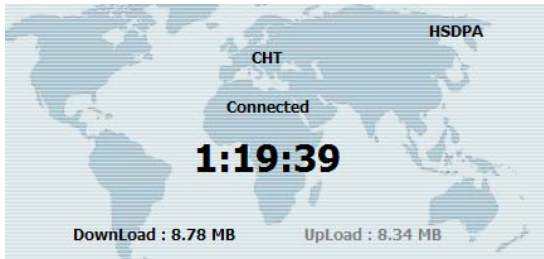 HSDPA
CHT
Connected
1:19:39
DownLoad : 8.78 MB UpLoad : 8.34 MB